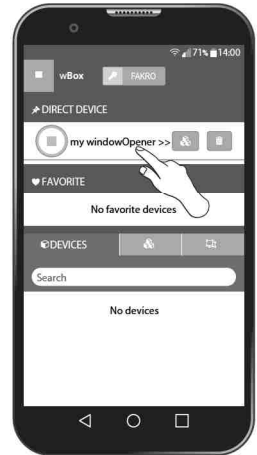 71% 14:00
wBox FAKRO
DIRECT DEVICE
my windowOpener >>
FAVORITE
No favorite devices
DEVICES
Search
No devices